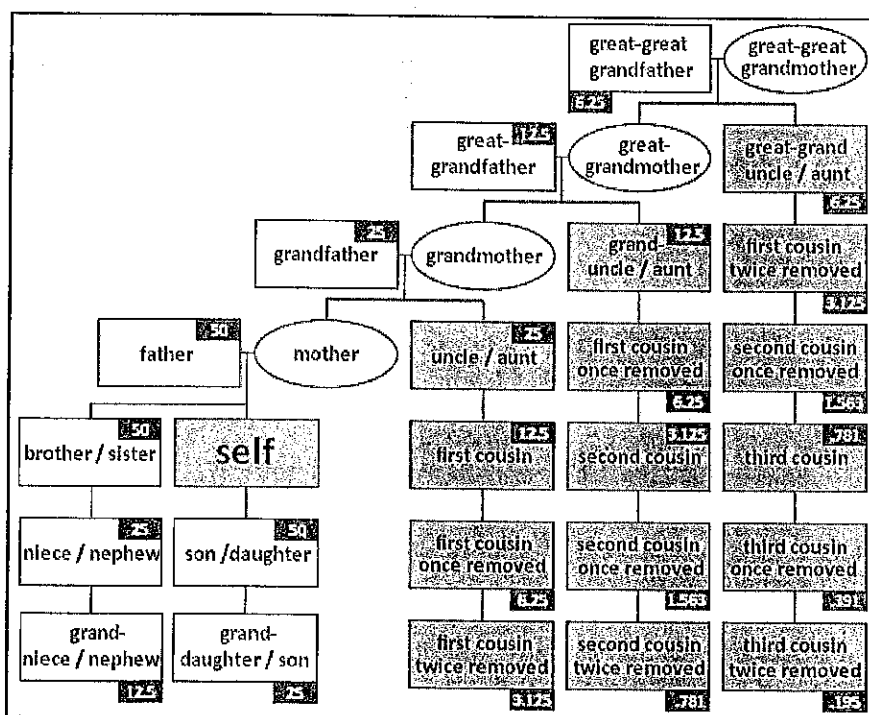 great-great
grandfather
6.25
great-great
grandmother
great-
grandfather
12.5
great-
grandmother
great-grand
uncle / aunt
6.25
grandfather
25
grandmother
grand-
uncle / aunt
12.5
first cousin
twice removed
3.125
father
50
mother
uncle / aunt
25
first cousin
once removed
6.25
second cousin
once removed
1.563
brother / sister
50
self
first cousin
12.5
second cousin
3.125
third cousin
.781
niece / nephew
25
son /daughter
50
first cousin
once removed
6.25
second cousin
once removed
1.563
third cousin
once removed
.391
grand-
niece / nephew
12.5
grand-
daughter / son
25
first cousin
twice removed
3.125
second cousin
twice removed
.781
third cousin
twice removed
.195